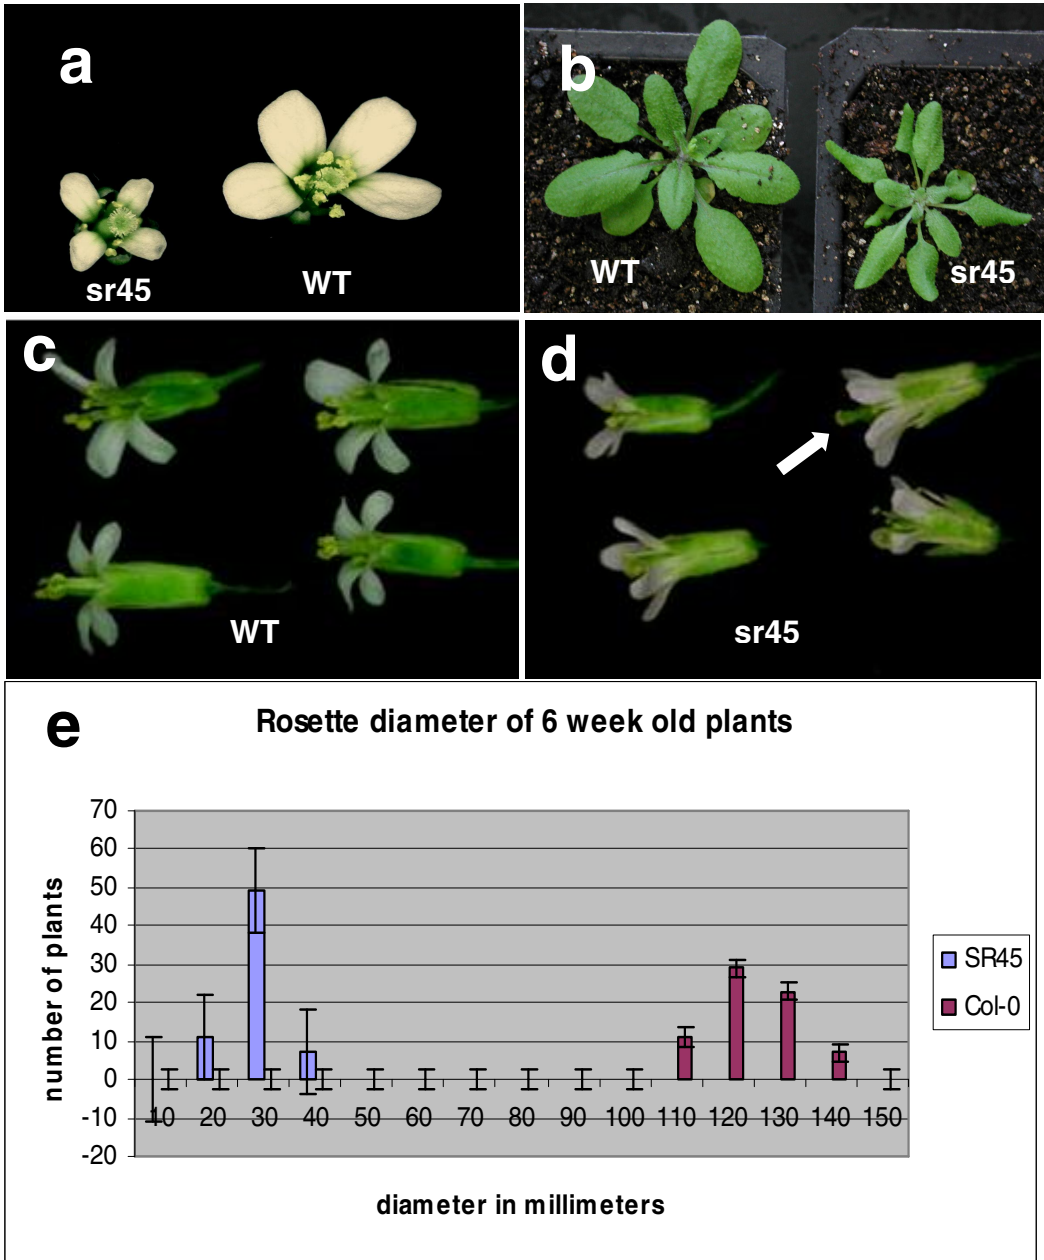 a
sr45
WT
b
WT
sr45
c
WT
d
sr45
e
Rosette diameter of 6 week old plants
number of plants
70
60
50
40
30
20
10
0
-10
-20
10 20 30 40 50 60 70 80 90 100 110 120 130 140 150
diameter in millimeters
SR45
Col-0